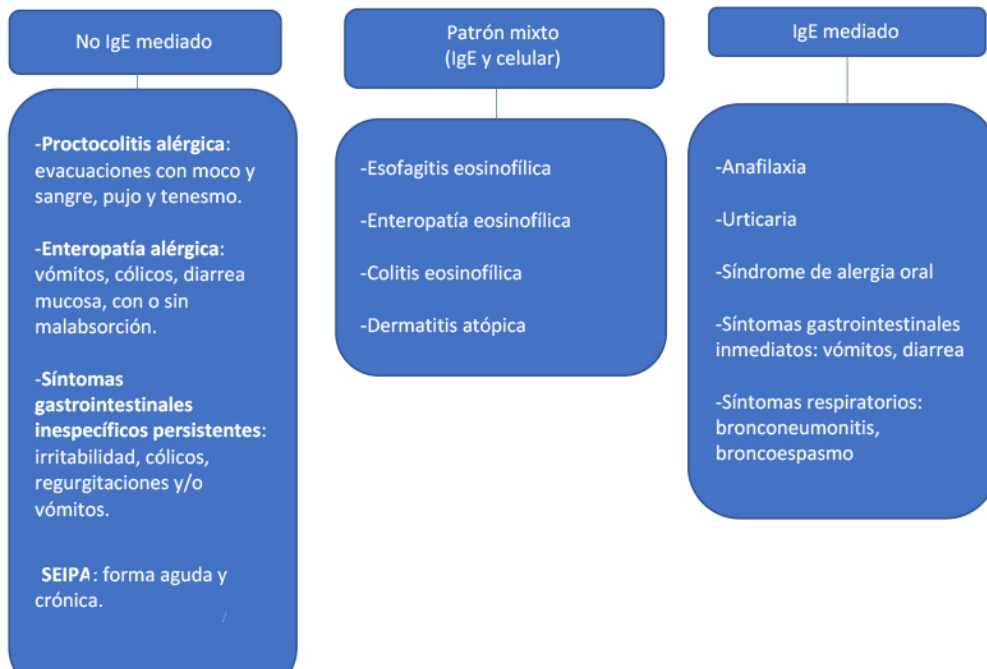 No IgE mediado
-Proctocolitis alérgica:
evacuaciones con moco y
sangre, pujo y tenesmo.
-Enteropatía alérgica:
vómitos, cólicos, diarrea
mucosa, con o sin
malabsorción.
-Síntomas
gastrointestinales
inespecíficos persistentes:
irritabilidad, cólicos,
regurgitaciones y/o
vómitos.
SEIPA: forma aguda y
crónica.
Patrón mixto
(IgE y celular)
-Esofagitis eosinofílica
-Enteropatía eosinofílica
-Colitis eosinofílica
-Dermatitis atópica
IgE mediado
-Anafilaxia
-Urticaria
-Síndrome de alergia oral
-Síntomas gastrointestinales
inmediatos: vómitos, diarrea
-Síntomas respiratorios:
bronconeumonitis,
broncoespasmo